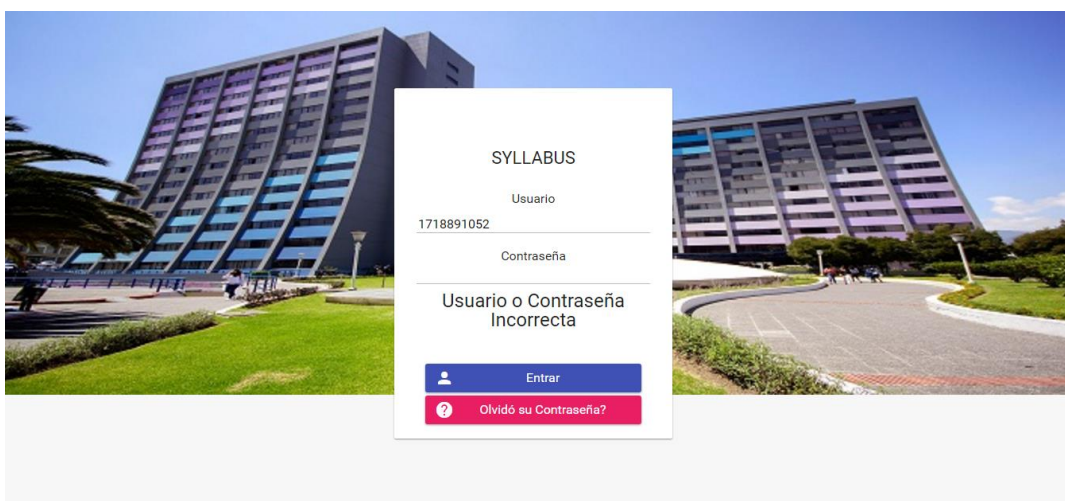 SYLLABUS
Usuario
1718891052
Contraseña
Usuario o Contraseña
Incorrecta
Entrar
Olvidó su Contraseña?